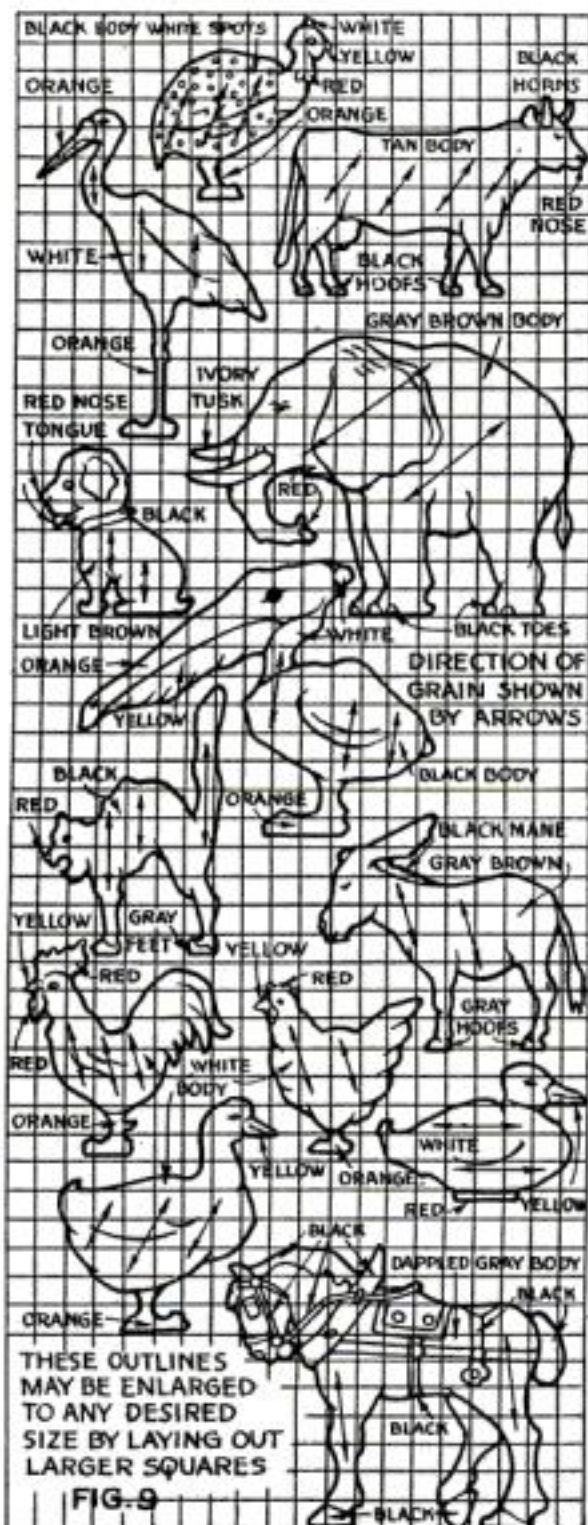 BLACK BODY WHITE SPOTS
WHITE
YELLOW
RED
ORANGE
BLACK
HORNS
ORANGE
TAN BODY
RED
NOSE
WHITE
BLACK
HOOFS
GRAY BROWN BODY
ORANGE
IVORY
TUSK
RED NOSE
TONGUE
RED
BLACK
LIGHT BROWN
WHITE
BLACK TOES
ORANGE
YELLOW
DIRECTION OF
GRAIN SHOWN
BY ARROWS
BLACK
BLACK BODY
RED
ORANGE
BLACK MANE
GRAY BROWN
YELLOW
GRAY
FEET
YELLOW
RED
RED
GRAY
HOOFS
RED
WHITE
BODY
ORANGE
WHITE
YELLOW
ORANGE
RED
YELLOW
BLACK
DAPPLED GRAY BODY
BLACK
ORANGE
THESE OUTLINES
MAY BE ENLARGED
TO ANY DESIRED
SIZE BY LAYING OUT
LARGER SQUARES
BLACK
FIG. 9
BLACK